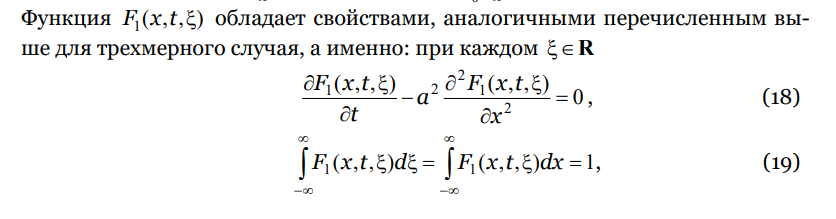 Функция F₁(x,t,ξ) обладает свойствами, аналогичными перечисленным вы-
ше для трехмерного случая, а именно: при каждом ξ ∈ R
∂F₁(x,t,ξ)/∂t − a² ∂²F₁(x,t,ξ)/∂x² = 0, (18)
∫_{−∞}^{∞} F₁(x,t,ξ)dξ = ∫_{−∞}^{∞} F₁(x,t,ξ)dx = 1, (19)